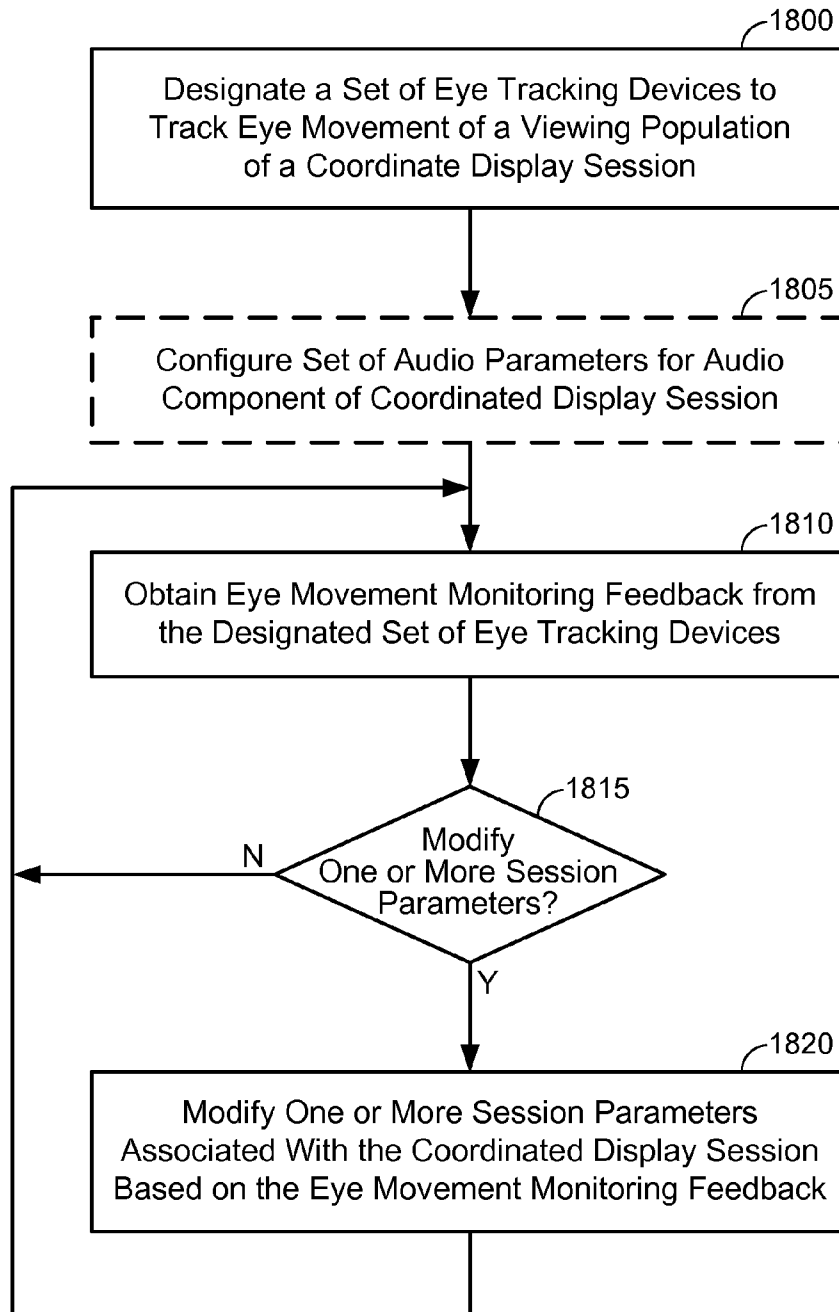 1800
Designate a Set of Eye Tracking Devices to
Track Eye Movement of a Viewing Population
of a Coordinate Display Session
1805
Configure Set of Audio Parameters for Audio
Component of Coordinated Display Session
1810
Obtain Eye Movement Monitoring Feedback from
the Designated Set of Eye Tracking Devices
1815
Modify
One or More Session
Parameters?
N
Y
1820
Modify One or More Session Parameters
Associated With the Coordinated Display Session
Based on the Eye Movement Monitoring Feedback